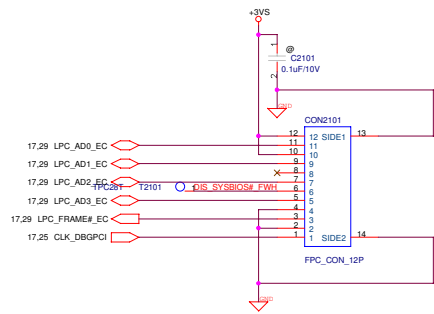 +3VS
1
@
C2101
0.1uF/10V
2
GND
CON2101
12 12 SIDE1 13
17,29 LPC_AD0_EC 11 11
10 10
17,29 LPC_AD1_EC 9 9
8 8
17,29 LPC_AD2_EC 7 7
TPC28T T2101 1 DIS_SYSBIOS#_FWH 6 6
17,29 LPC_AD3_EC 5 5
4 4
17,29 LPC_FRAME#_EC 3 3
2 2
17,25 CLK_DBGPCI 1 1 SIDE2 14
FPC_CON_12P
GND